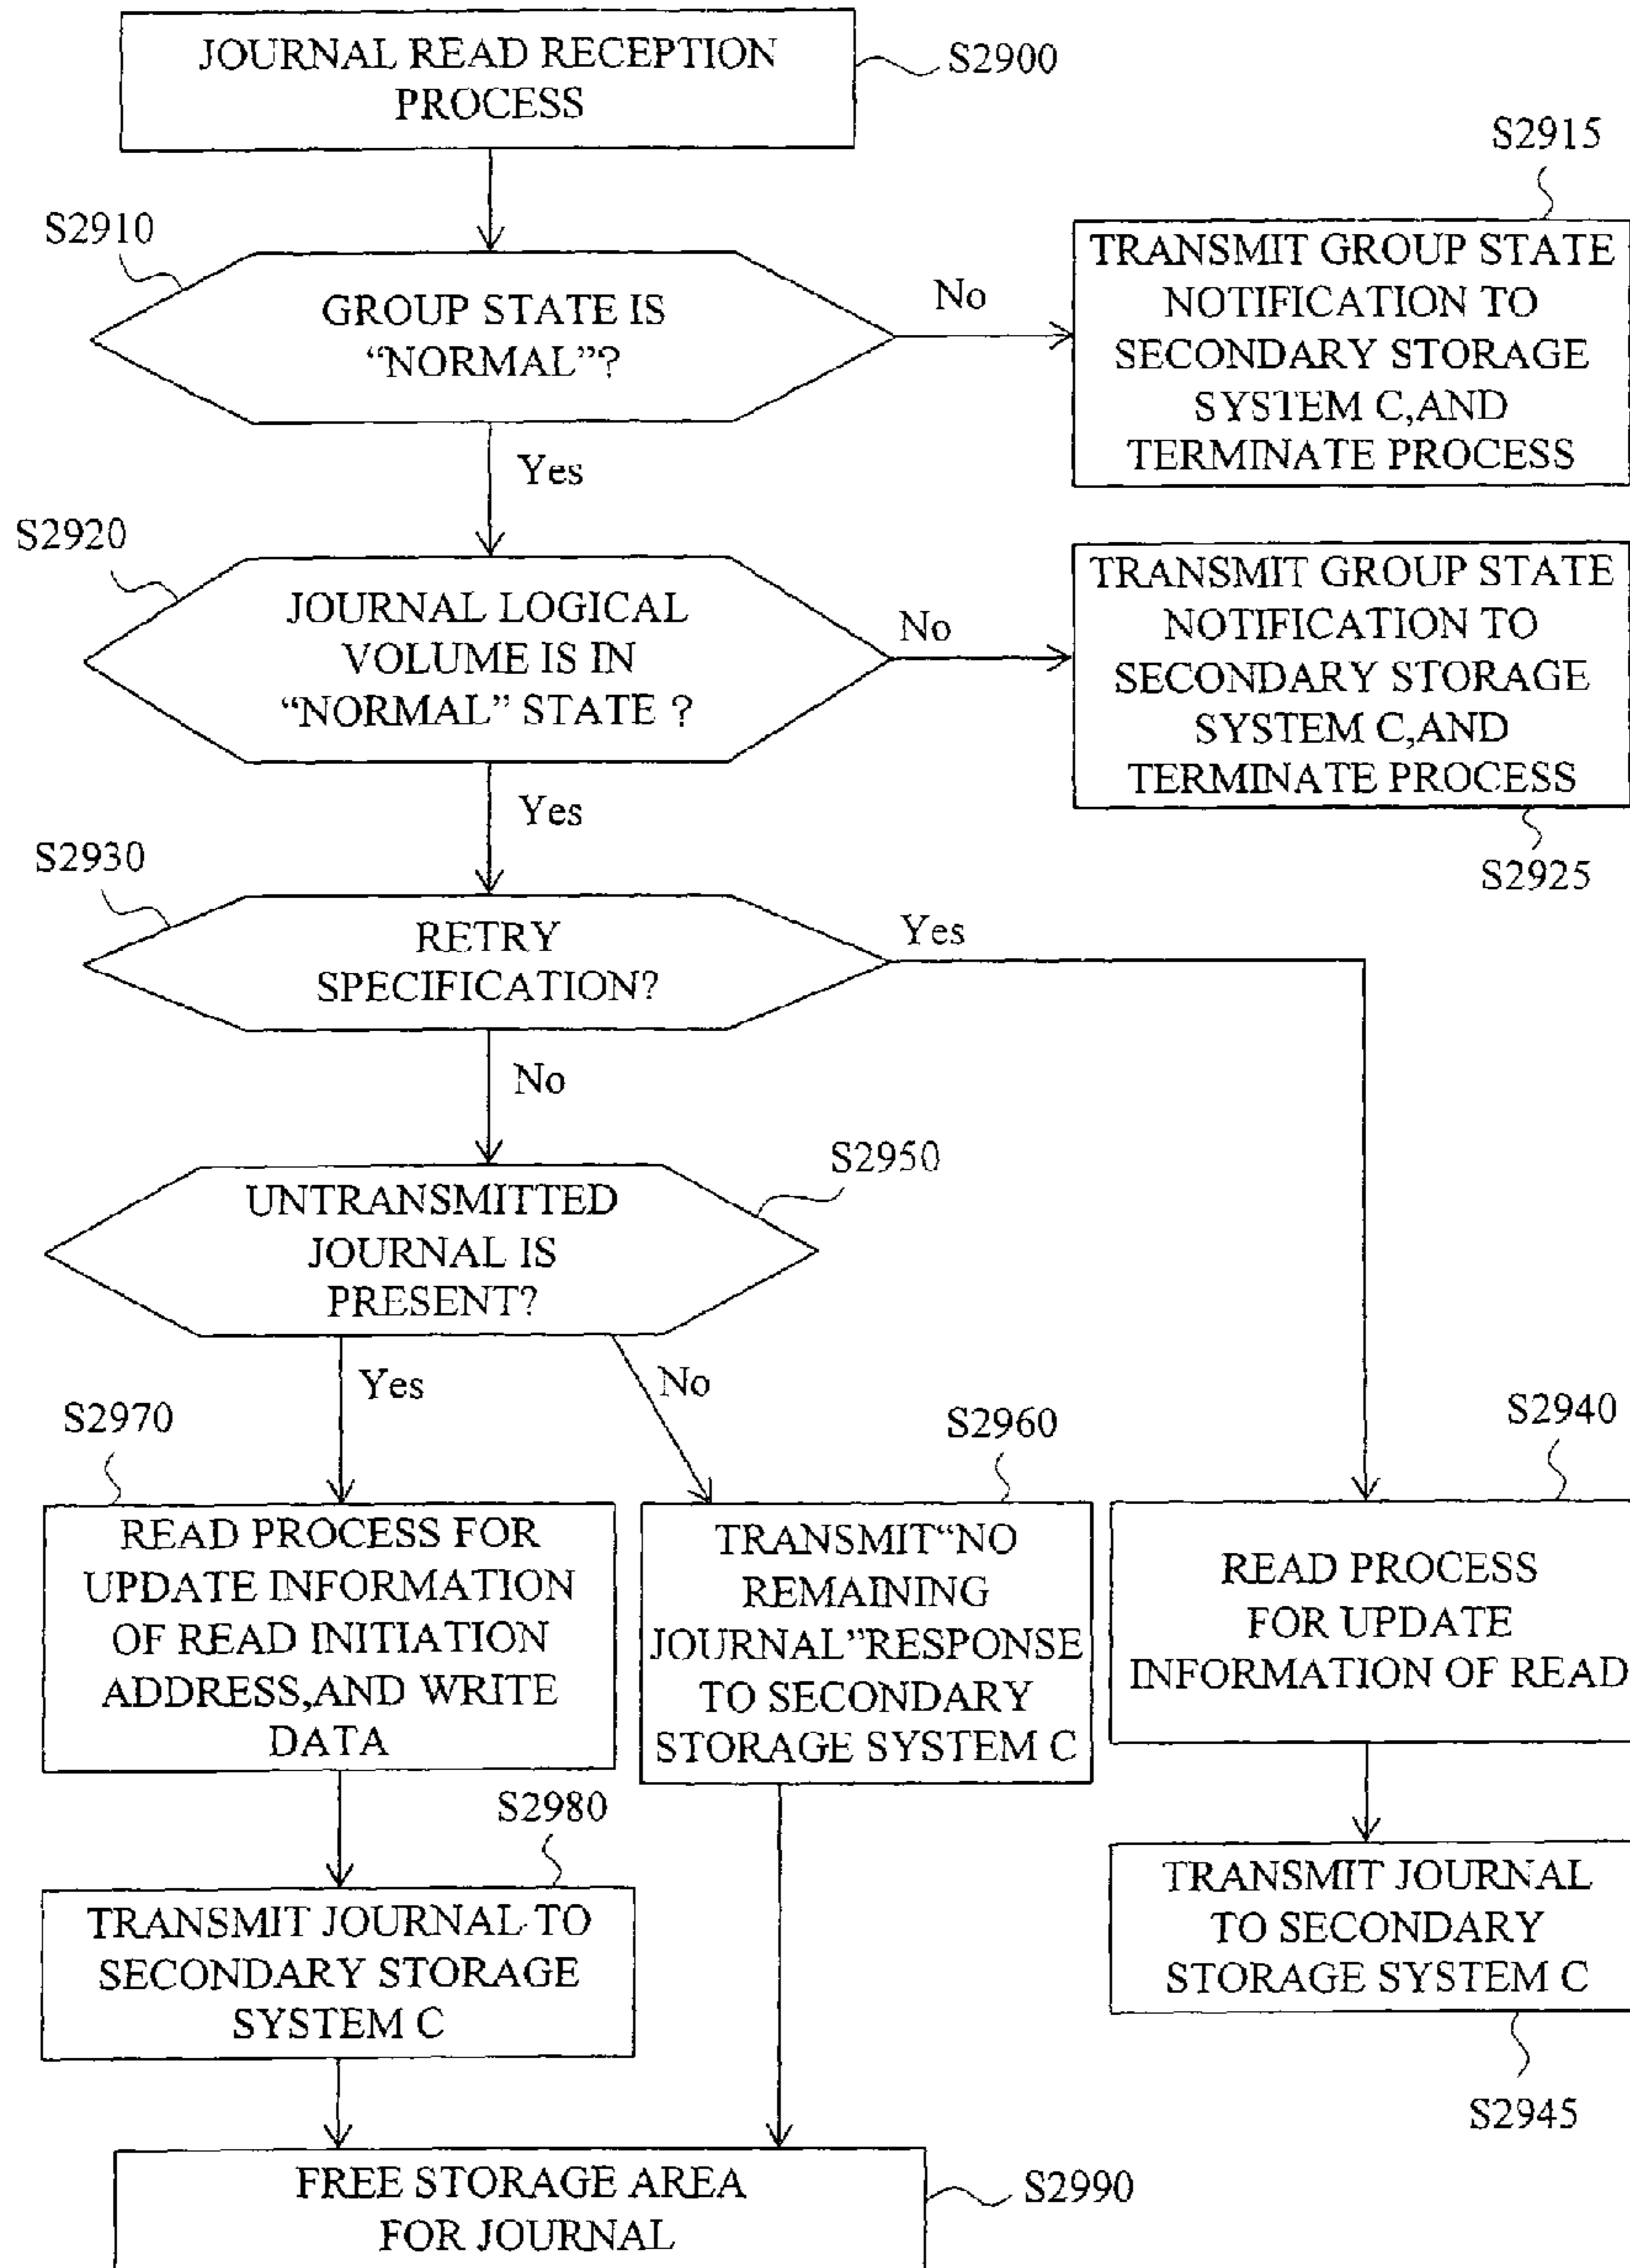 JOURNAL READ RECEPTION
PROCESS
S2900
S2910
GROUP STATE IS
“NORMAL”?
No
Yes
S2915
TRANSMIT GROUP STATE
NOTIFICATION TO
SECONDARY STORAGE
SYSTEM C,AND
TERMINATE PROCESS
S2920
JOURNAL LOGICAL
VOLUME IS IN
“NORMAL” STATE ?
No
Yes
TRANSMIT GROUP STATE
NOTIFICATION TO
SECONDARY STORAGE
SYSTEM C,AND
TERMINATE PROCESS
S2925
S2930
RETRY
SPECIFICATION?
Yes
No
S2950
UNTRANSMITTED
JOURNAL IS
PRESENT?
Yes
No
S2970
READ PROCESS FOR
UPDATE INFORMATION
OF READ INITIATION
ADDRESS,AND WRITE
DATA
S2960
TRANSMIT“NO
REMAINING
JOURNAL”RESPONSE
TO SECONDARY
STORAGE SYSTEM C
S2940
READ PROCESS
FOR UPDATE
INFORMATION OF READ
S2980
TRANSMIT JOURNAL TO
SECONDARY STORAGE
SYSTEM C
TRANSMIT JOURNAL
TO SECONDARY
STORAGE SYSTEM C
S2945
FREE STORAGE AREA
FOR JOURNAL
S2990